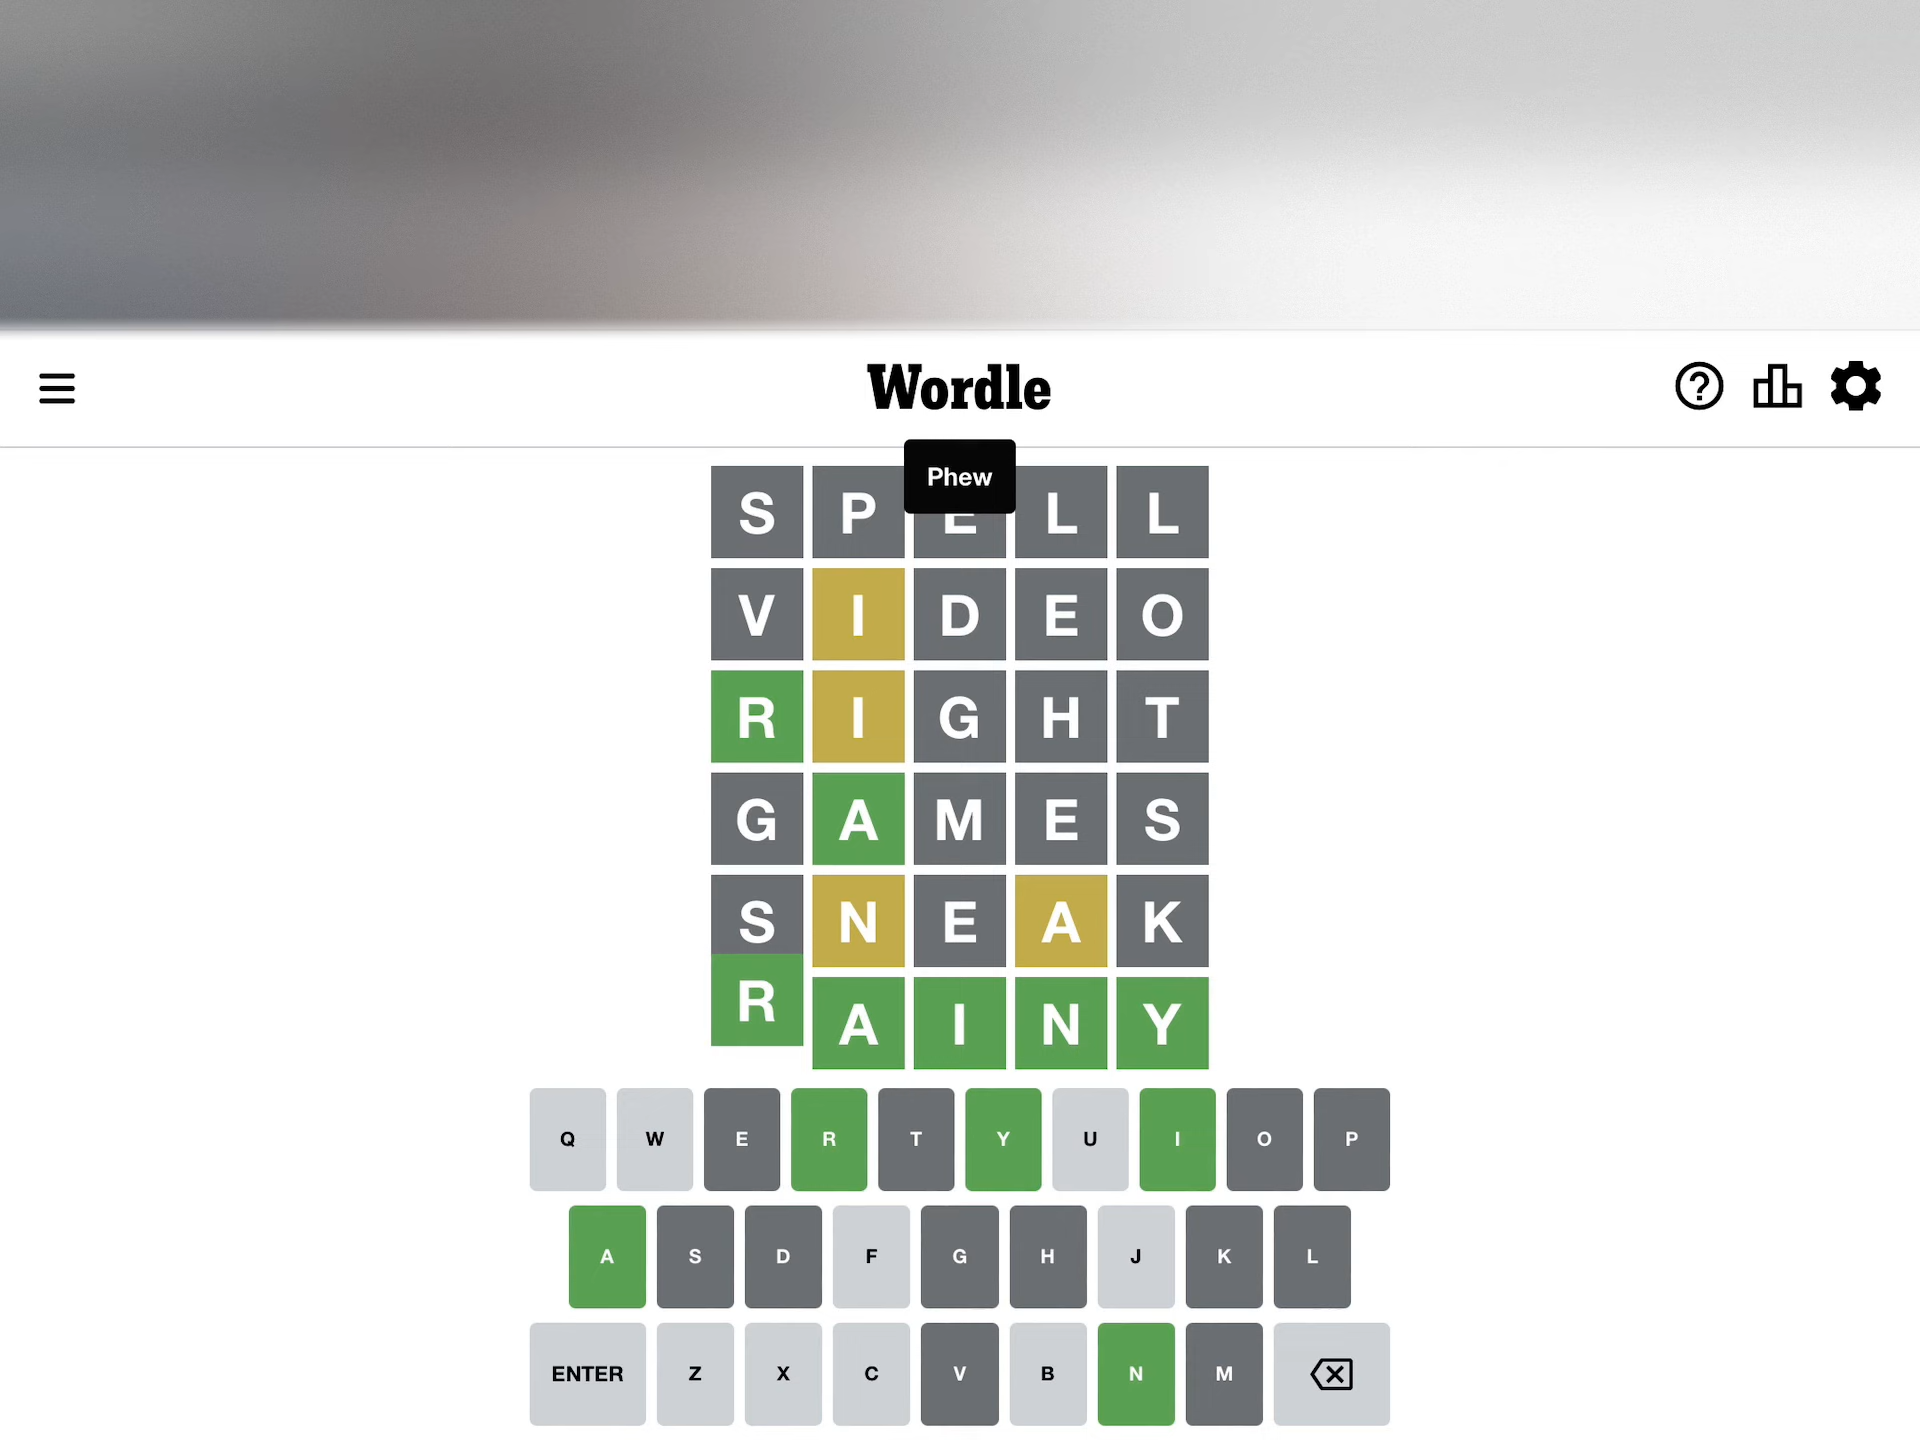 Wordle
Phew
S P E L L
V I D E O
R I G H T
G A M E S
S N E A K
R A I N Y
Q W E R T Y U I O P
A S D F G H J K L
ENTER Z X C V B N M